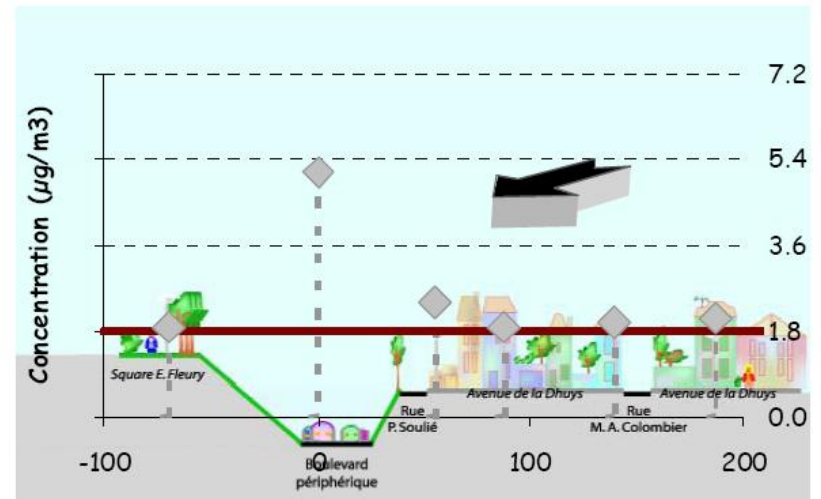 Concentration (µg/m3)
7.2
5.4
3.6
1.8
0.0
Square E. Fleury
Avenue de la Dhuys
Avenue de la Dhuys
Rue
P. Soulié
Rue
M. A. Colombier
-100
0
100
200
Boulevard
périphérique